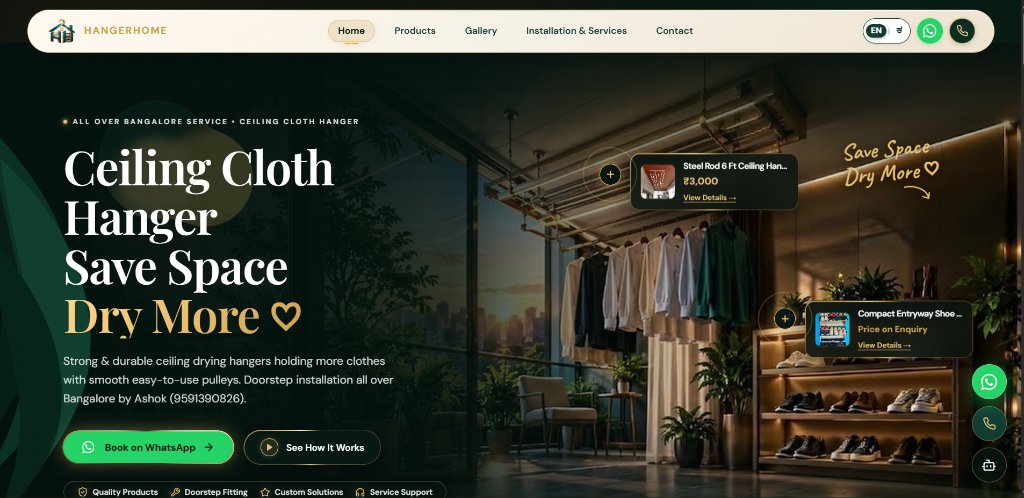 HANGERHOME
Home Products Gallery Installation & Services Contact
EN ಕ
ALL OVER BANGALORE SERVICE • CEILING CLOTH HANGER
Ceiling Cloth
Hanger
Save Space
Dry More ♡
Strong & durable ceiling drying hangers holding more clothes
with smooth easy-to-use pulleys. Doorstep installation all over
Bangalore by Ashok (9591390826).
Book on WhatsApp →
See How It Works
Quality Products Doorstep Fitting Custom Solutions Service Support
Steel Rod 6 Ft Ceiling Han...
₹3,000
View Details →
Save Space
Dry More ♡
Compact Entryway Shoe ...
Price on Enquiry
View Details →